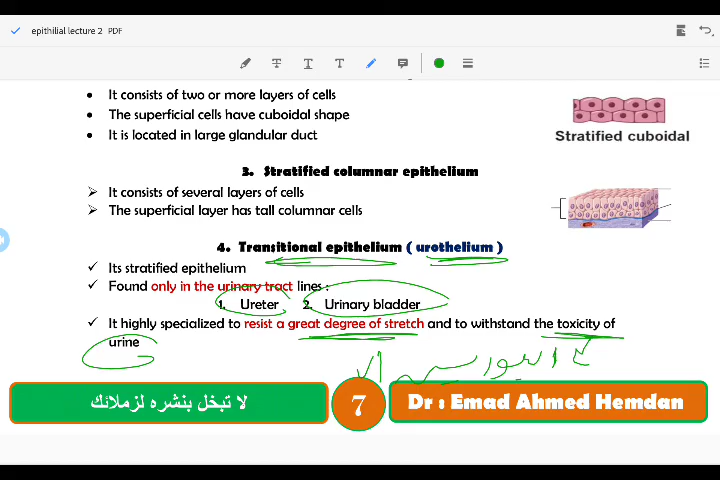 epithilial lecture 2 PDF
• It consists of two or more layers of cells
• The superficial cells have cuboidal shape
• It is located in large glandular duct
Stratified cuboidal
3. Stratified columnar epithelium
➢ It consists of several layers of cells
➢ The superficial layer has tall columnar cells
4. Transitional epithelium ( urothelium )
✓ Its stratified epithelium
✓ Found only in the urinary tract lines :
1. Ureter 2. Urinary bladder
✓ It highly specialized to resist a great degree of stretch and to withstand the toxicity of
urine
لا تبخل بنشره لزملائك
7
Dr : Emad Ahmed Hemdan